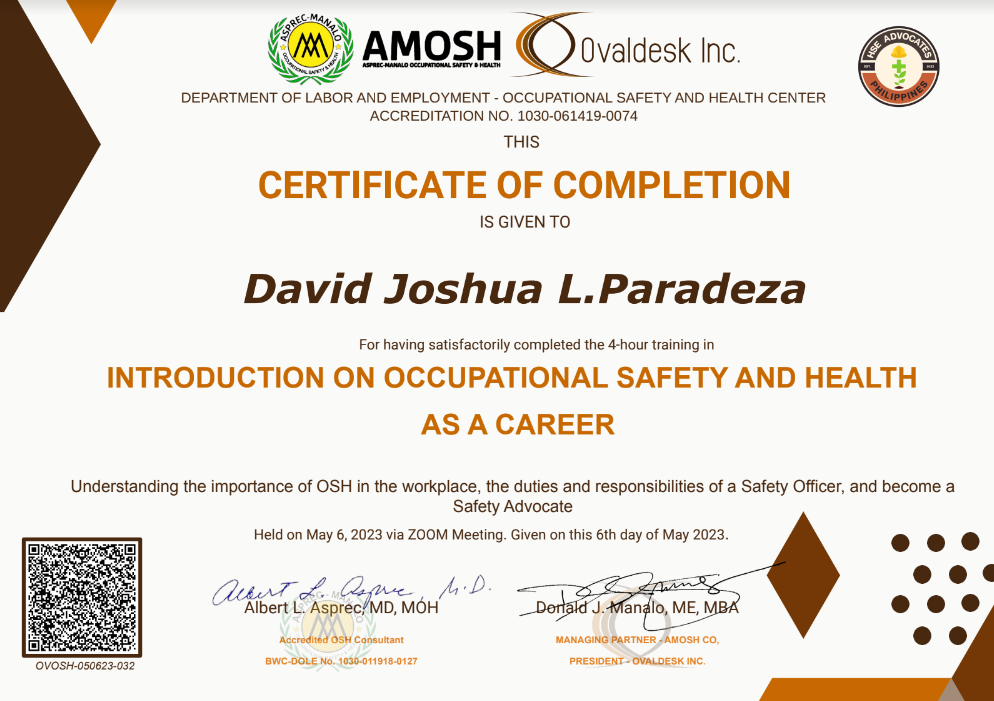 ASPREC-MANALO
OCCUPATIONAL SAFETY & HEALTH
AMOSH
ASPREC-MANALO OCCUPATIONAL SAFETY & HEALTH
Ovaldesk Inc.
HSE ADVOCATES
PHILIPPINES
DEPARTMENT OF LABOR AND EMPLOYMENT - OCCUPATIONAL SAFETY AND HEALTH CENTER
ACCREDITATION NO. 1030-061419-0074
THIS
CERTIFICATE OF COMPLETION
IS GIVEN TO
David Joshua L.Paradeza
For having satisfactorily completed the 4-hour training in
INTRODUCTION ON OCCUPATIONAL SAFETY AND HEALTH
AS A CAREER
Understanding the importance of OSH in the workplace, the duties and responsibilities of a Safety Officer, and become a
Safety Advocate
Held on May 6, 2023 via ZOOM Meeting. Given on this 6th day of May 2023.
Albert L. Asprec, M.D.
Albert L. Asprec, MD, MOH
Accredited OSH Consultant
BWC-DOLE No. 1030-011918-0127
Donald J. Manalo, ME, MBA
MANAGING PARTNER - AMOSH CO,
PRESIDENT - OVALDESK INC.
OVOSH-050623-032